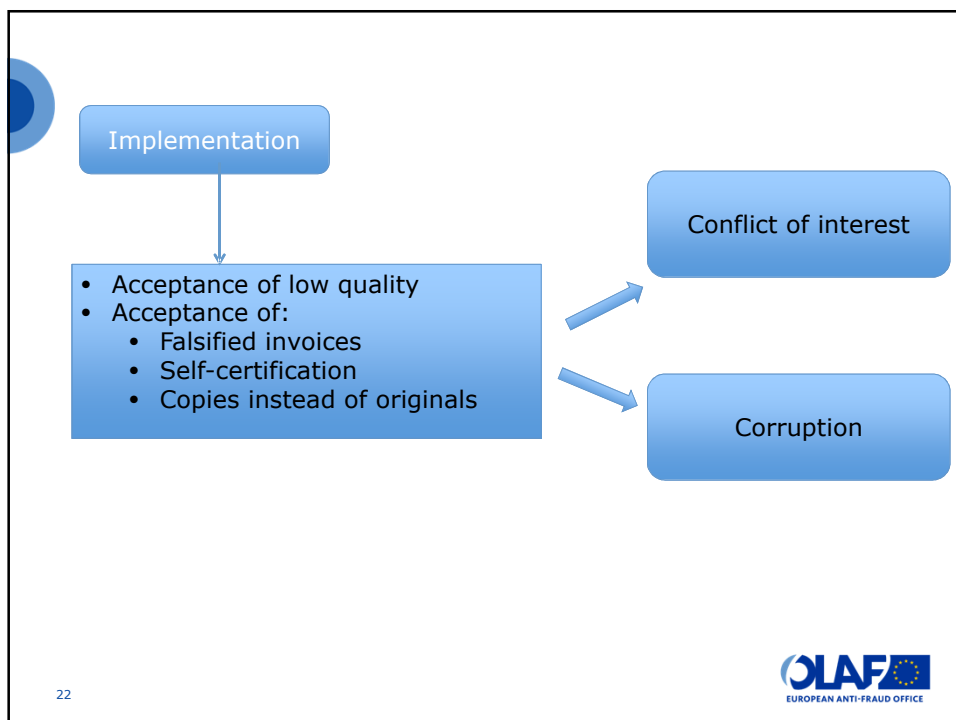 Implementation
• Acceptance of low quality
• Acceptance of:
• Falsified invoices
• Self-certification
• Copies instead of originals
Conflict of interest
Corruption
22
OLAF
EUROPEAN ANTI-FRAUD OFFICE